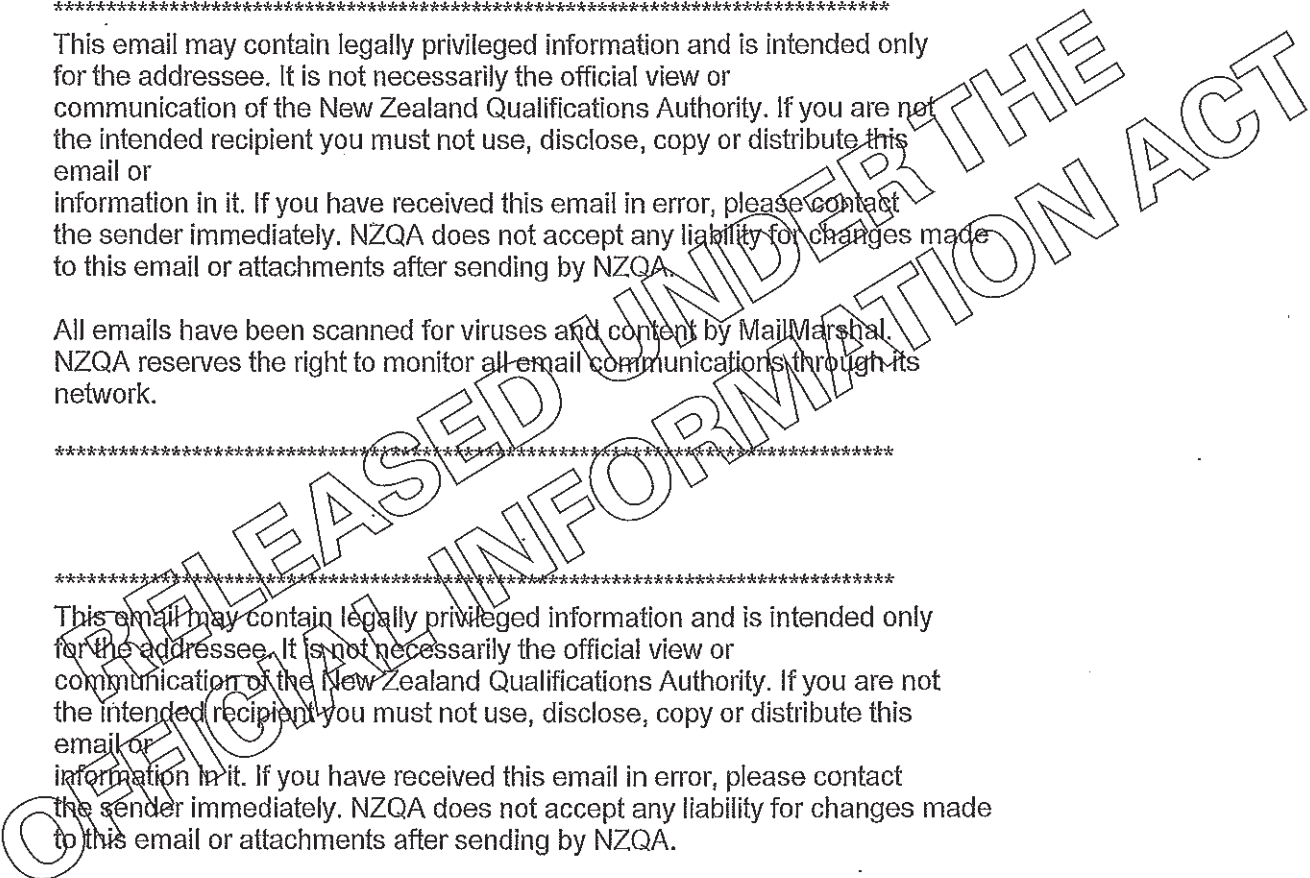 ********************************************************************************
This email may contain legally privileged information and is intended only
for the addressee. It is not necessarily the official view or
communication of the New Zealand Qualifications Authority. If you are not
the intended recipient you must not use, disclose, copy or distribute this
email or
information in it. If you have received this email in error, please contact
the sender immediately. NZQA does not accept any liability for changes made
to this email or attachments after sending by NZQA.
All emails have been scanned for viruses and content by MailMarshal.
NZQA reserves the right to monitor all email communications through its
network.
********************************************************************************
********************************************************************************
This email may contain legally privileged information and is intended only
for the addressee. It is not necessarily the official view or
communication of the New Zealand Qualifications Authority. If you are not
the intended recipient you must not use, disclose, copy or distribute this
email or
information in it. If you have received this email in error, please contact
the sender immediately. NZQA does not accept any liability for changes made
to this email or attachments after sending by NZQA.
RELEASED UNDER THE
OFFICIAL INFORMATION ACT